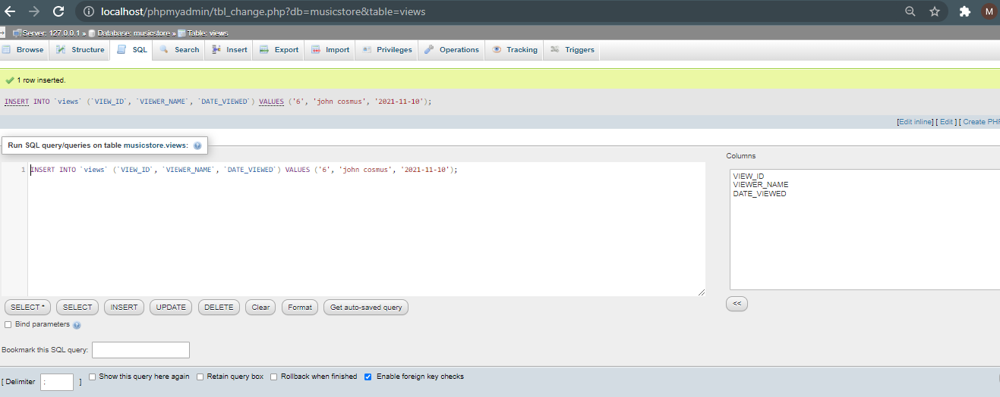 localhost/phpmyadmin/tbl_change.php?db=musicstore&table=views
M
Server: 127.0.0.1 » Database: musicstore » Table: views
Browse Structure SQL Search Insert Export Import Privileges Operations Tracking Triggers
1 row inserted.
INSERT INTO `views` (`VIEW_ID`, `VIEWER_NAME`, `DATE_VIEWED`) VALUES ('6', 'john cosmus', '2021-11-10');
[Edit inline] [ Edit ] [ Create PHP
Run SQL query/queries on table musicstore.views:
Columns
1 INSERT INTO `views` (`VIEW_ID`, `VIEWER_NAME`, `DATE_VIEWED`) VALUES ('6', 'john cosmus', '2021-11-10');
VIEW_ID
VIEWER_NAME
DATE_VIEWED
SELECT * SELECT INSERT UPDATE DELETE Clear Format Get auto-saved query
<<
Bind parameters
Bookmark this SQL query:
[ Delimiter ; ] Show this query here again Retain query box Rollback when finished Enable foreign key checks